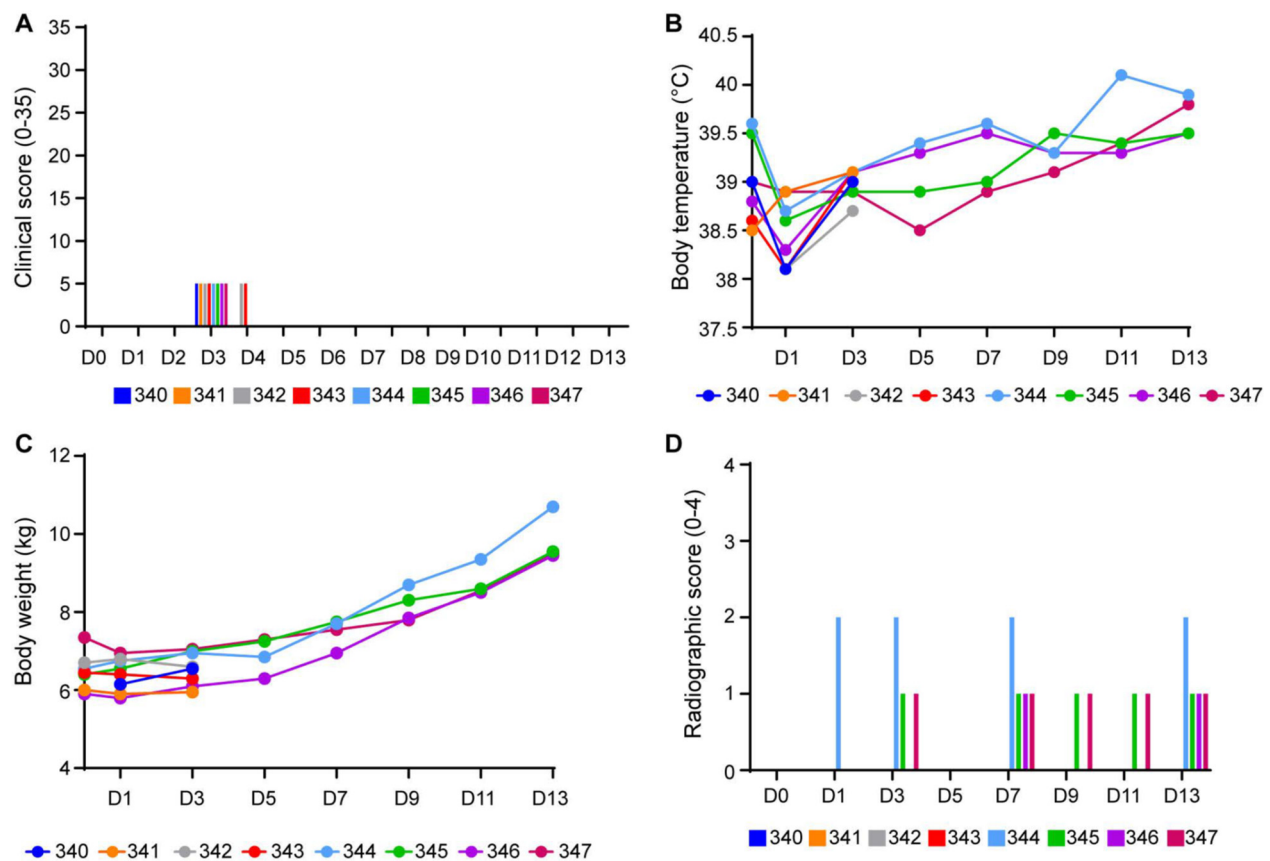 A
Clinical score (0-35)
35
30
25
20
15
10
5
0
D0 D1 D2 D3 D4 D5 D6 D7 D8 D9 D10 D11 D12 D13
340 341 342 343 344 345 346 347
B
Body temperature (°C)
40.5
40
39.5
39
38.5
38
37.5
D1 D3 D5 D7 D9 D11 D13
340 341 342 343 344 345 346 347
C
Body weight (kg)
12
10
8
6
4
D1 D3 D5 D7 D9 D11 D13
340 341 342 343 344 345 346 347
D
Radiographic score (0-4)
4
3
2
1
0
D0 D1 D3 D5 D7 D9 D11 D13
340 341 342 343 344 345 346 347